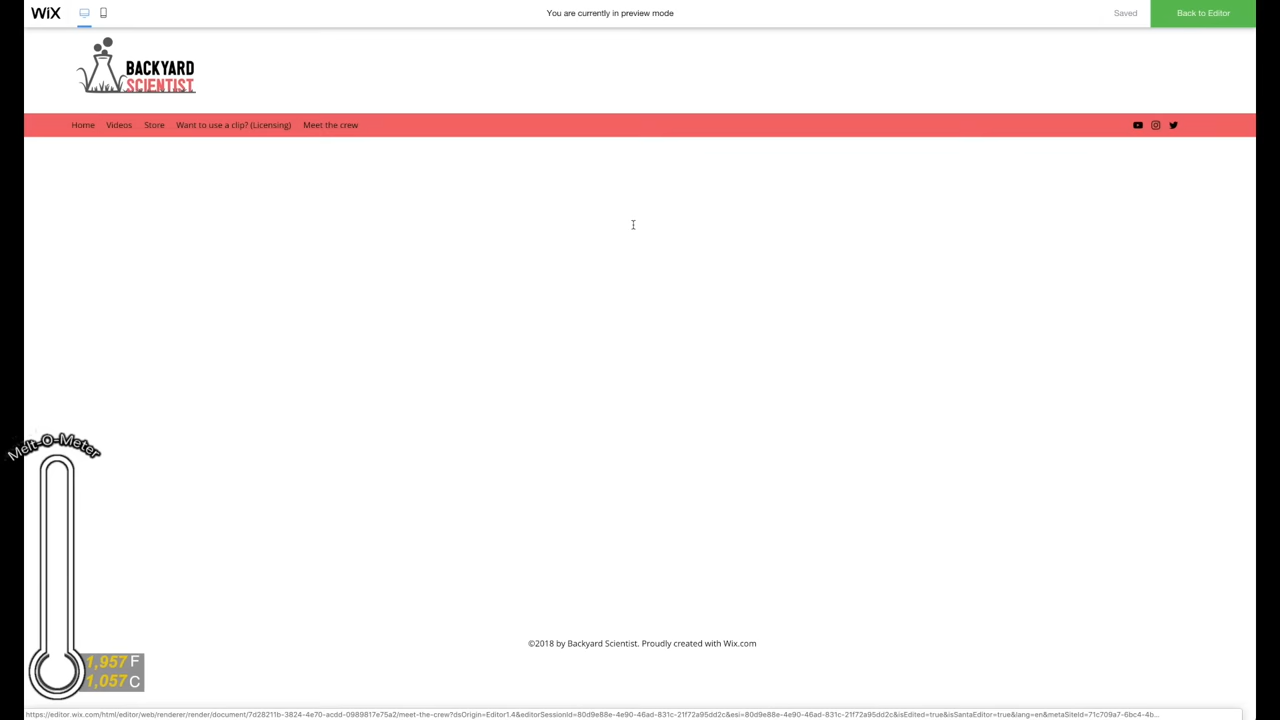 WiX
You are currently in preview mode
Saved
Back to Editor
BACKYARD
SCIENTIST
Home Videos Store Want to use a clip? (Licensing) Meet the crew
Melt-O-Meter
©2018 by Backyard Scientist. Proudly created with Wix.com
1,957 F
1,057 C